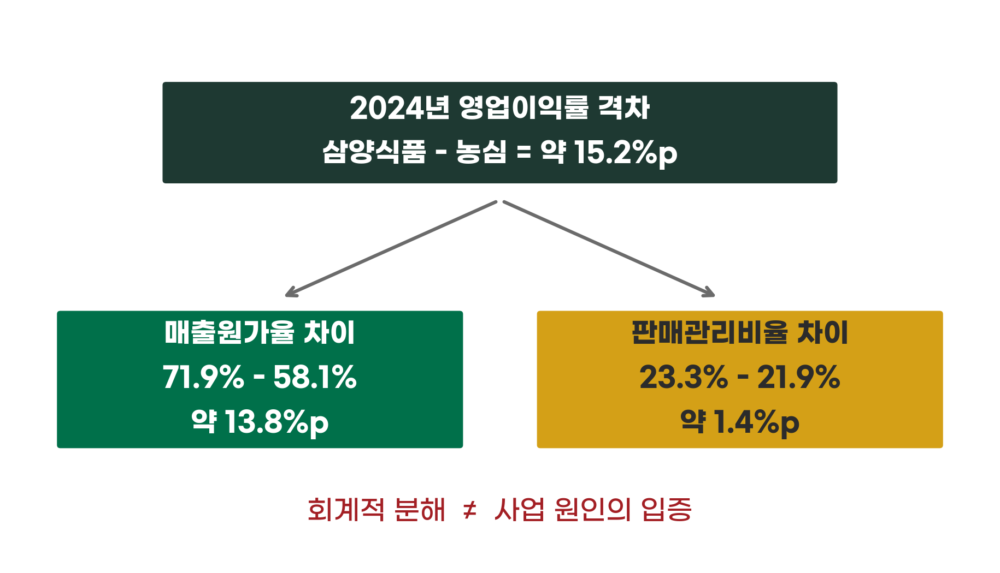 2024년 영업이익률 격차
삼양식품 - 농심 = 약 15.2%p
매출원가율 차이
71.9% - 58.1%
약 13.8%p
판매관리비율 차이
23.3% - 21.9%
약 1.4%p
회계적 분해 ≠ 사업 원인의 입증